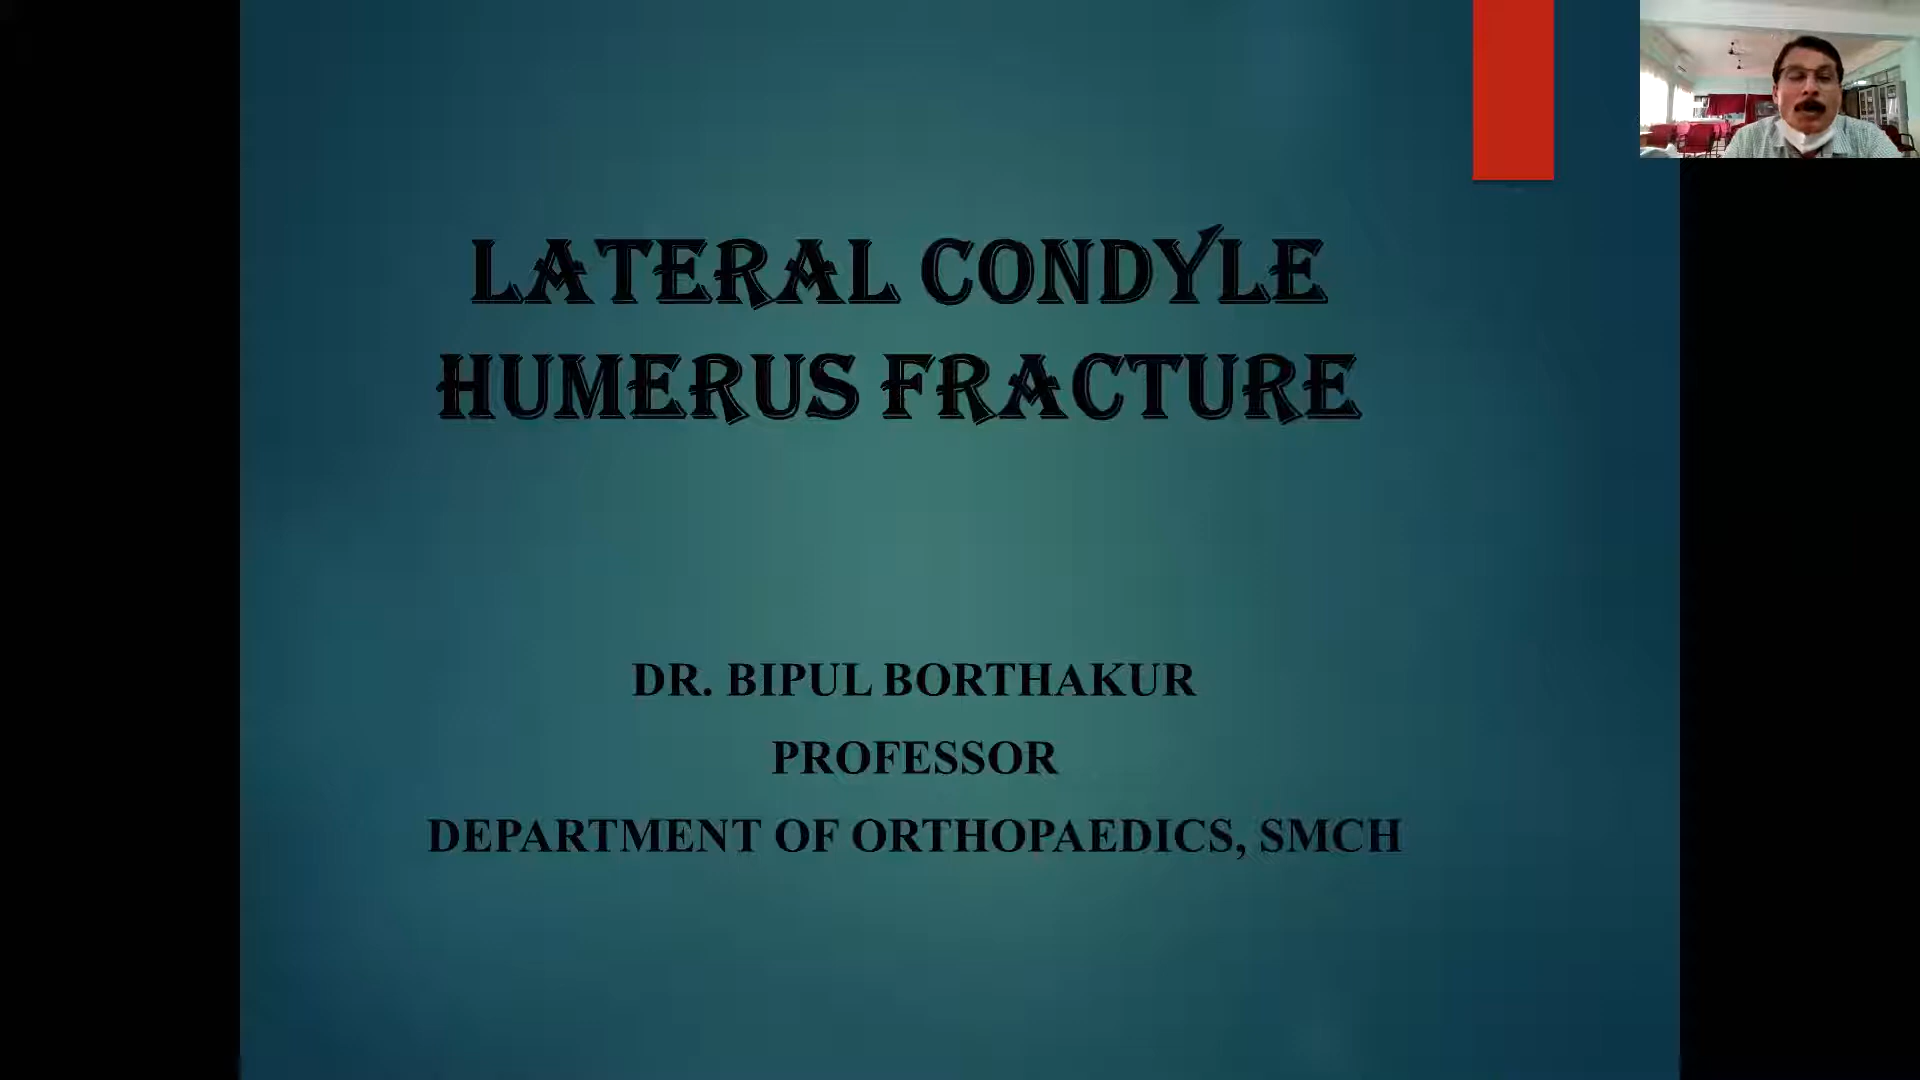 LATERAL CONDYLE
HUMERUS FRACTURE
DR. BIPUL BORTHAKUR
PROFESSOR
DEPARTMENT OF ORTHOPAEDICS, SMCH